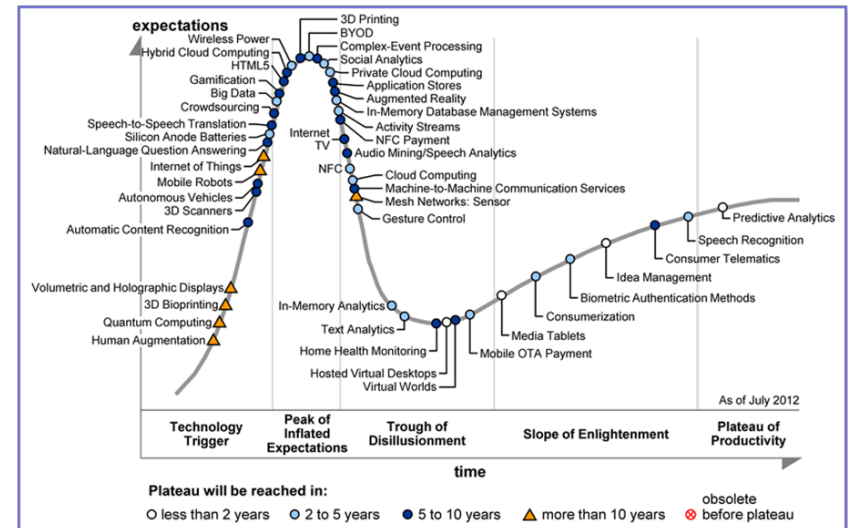 expectations
Wireless Power
Hybrid Cloud Computing
HTML5
Gamification
Big Data
Crowdsourcing
Speech-to-Speech Translation
Silicon Anode Batteries
Natural-Language Question Answering
Internet of Things
Mobile Robots
Autonomous Vehicles
3D Scanners
Automatic Content Recognition
Volumetric and Holographic Displays
3D Bioprinting
Quantum Computing
Human Augmentation
3D Printing
BYOD
Complex-Event Processing
Social Analytics
Private Cloud Computing
Application Stores
Augmented Reality
In-Memory Database Management Systems
Activity Streams
NFC Payment
Internet
TV
Audio Mining/Speech Analytics
NFC
Cloud Computing
Machine-to-Machine Communication Services
Mesh Networks: Sensor
Gesture Control
In-Memory Analytics
Text Analytics
Home Health Monitoring
Hosted Virtual Desktops
Virtual Worlds
Mobile OTA Payment
Media Tablets
Consumerization
Biometric Authentication Methods
Idea Management
Consumer Telematics
Speech Recognition
Predictive Analytics
As of July 2012
Technology
Trigger
Peak of
Inflated
Expectations
Trough of
Disillusionment
Slope of Enlightenment
Plateau of
Productivity
time
Plateau will be reached in:
less than 2 years
2 to 5 years
5 to 10 years
more than 10 years
obsolete
before plateau